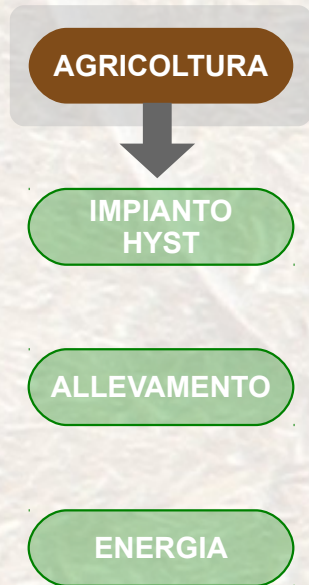 AGRICOLTURA
IMPIANTO
HYST
ALLEVAMENTO
ENERGIA